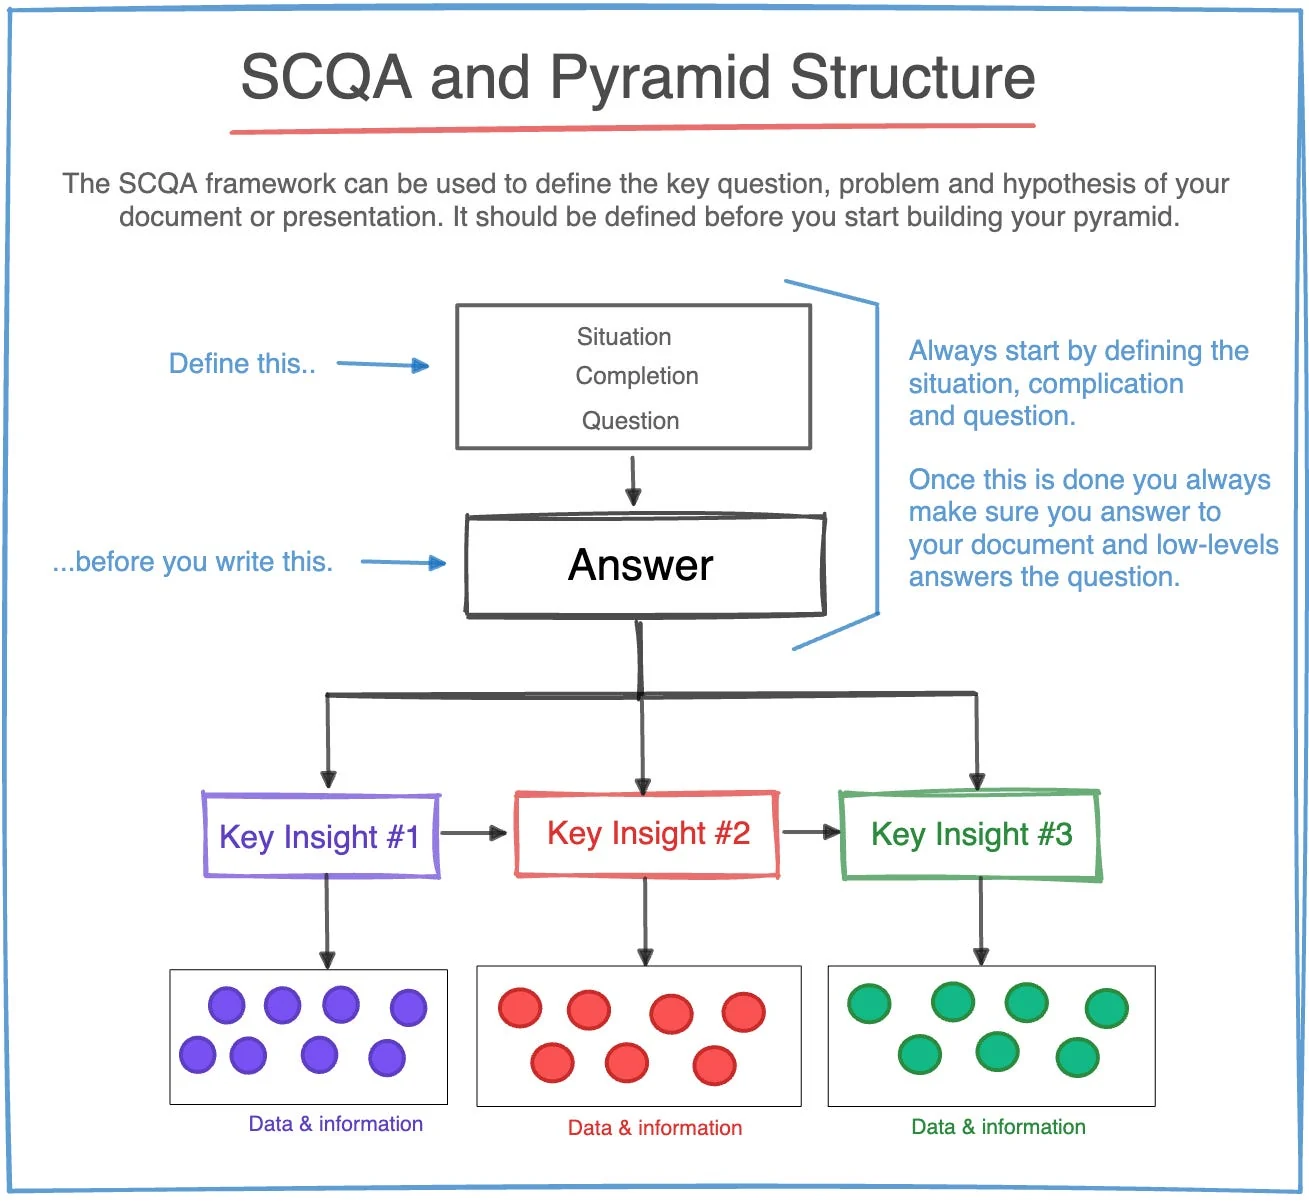 SCQA and Pyramid Structure
The SCQA framework can be used to define the key question, problem and hypothesis of your
document or presentation. It should be defined before you start building your pyramid.
Define this..
Situation
Completion
Question
Always start by defining the
situation, complication
and question.
Once this is done you always
make sure you answer to
your document and low-levels
answers the question.
...before you write this.
Answer
Key Insight #1
Key Insight #2
Key Insight #3
Data & information
Data & information
Data & information